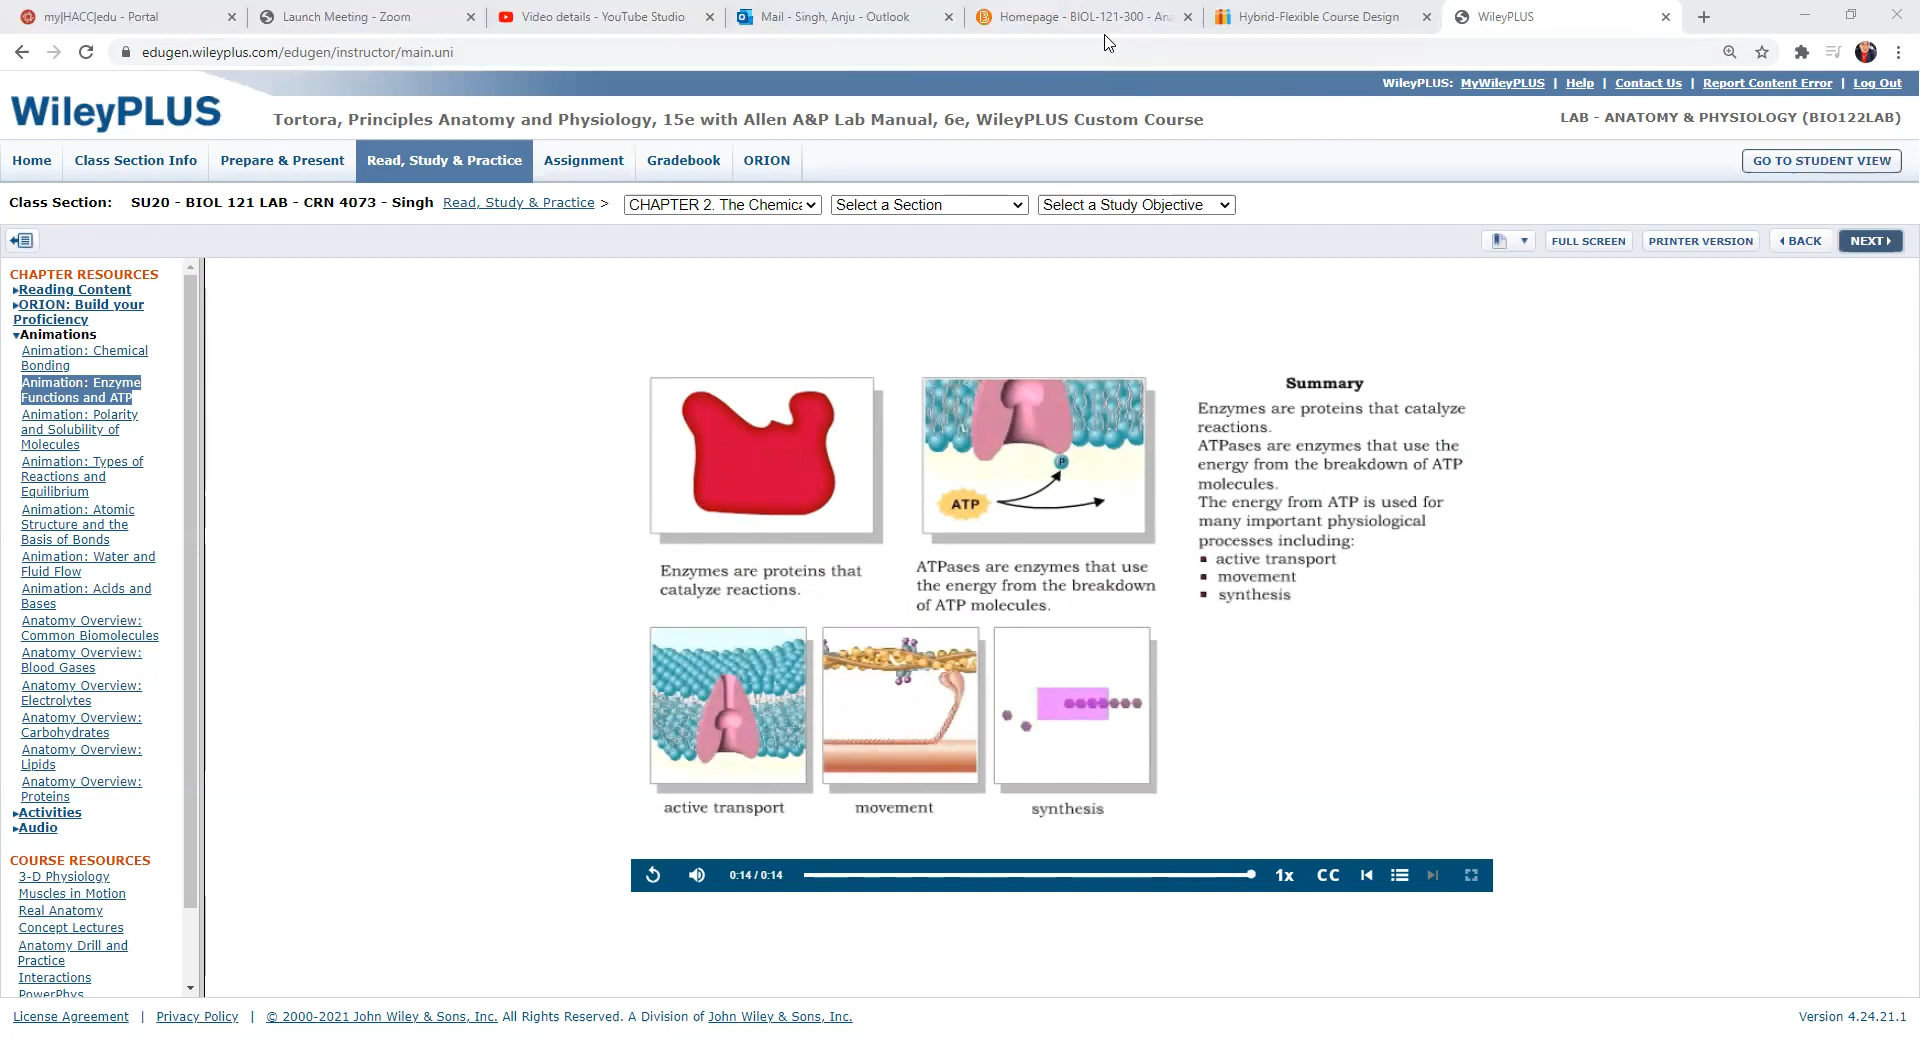 my|HACC|edu - Portal
Launch Meeting - Zoom
Video details - YouTube Studio
Mail - Singh, Anju - Outlook
Homepage - BIOL-121-300 - Ana
Hybrid-Flexible Course Design
WileyPLUS
edugen.wileyplus.com/edugen/instructor/main.uni
WileyPLUS: MyWileyPLUS | Help | Contact Us | Report Content Error | Log Out
WileyPLUS
Tortora, Principles Anatomy and Physiology, 15e with Allen A&P Lab Manual, 6e, WileyPLUS Custom Course
LAB - ANATOMY & PHYSIOLOGY (BIO122LAB)
Home
Class Section Info
Prepare & Present
Read, Study & Practice
Assignment
Gradebook
ORION
GO TO STUDENT VIEW
Class Section: SU20 - BIOL 121 LAB - CRN 4073 - Singh Read, Study & Practice >
CHAPTER 2. The Chemica
Select a Section
Select a Study Objective
FULL SCREEN
PRINTER VERSION
BACK
NEXT
CHAPTER RESOURCES
Reading Content
ORION: Build your
Proficiency
Animations
Animation: Chemical
Bonding
Animation: Enzyme
Functions and ATP
Animation: Polarity
and Solubility of
Molecules
Animation: Types of
Reactions and
Equilibrium
Animation: Atomic
Structure and the
Basis of Bonds
Animation: Water and
Fluid Flow
Animation: Acids and
Bases
Anatomy Overview:
Common Biomolecules
Anatomy Overview:
Blood Gases
Anatomy Overview:
Electrolytes
Anatomy Overview:
Carbohydrates
Anatomy Overview:
Lipids
Anatomy Overview:
Proteins
Activities
Audio
COURSE RESOURCES
3-D Physiology
Muscles in Motion
Real Anatomy
Concept Lectures
Anatomy Drill and
Practice
Interactions
PowerPhys
P
ATP
Enzymes are proteins that
catalyze reactions.
ATPases are enzymes that use
the energy from the breakdown
of ATP molecules.
active transport
movement
synthesis
Summary
Enzymes are proteins that catalyze
reactions.
ATPases are enzymes that use the
energy from the breakdown of ATP
molecules.
The energy from ATP is used for
many important physiological
processes including:
▪ active transport
▪ movement
▪ synthesis
0:14 / 0:14
1x
CC
License Agreement | Privacy Policy | © 2000-2021 John Wiley & Sons, Inc. All Rights Reserved. A Division of John Wiley & Sons, Inc.
Version 4.24.21.1